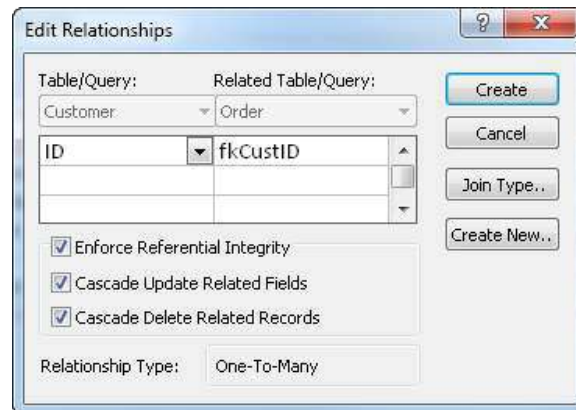 Edit Relationships
?
Table/Query: Related Table/Query:
Customer Order
ID fkCustID
Enforce Referential Integrity
Cascade Update Related Fields
Cascade Delete Related Records
Relationship Type: One-To-Many
Create
Cancel
Join Type..
Create New..